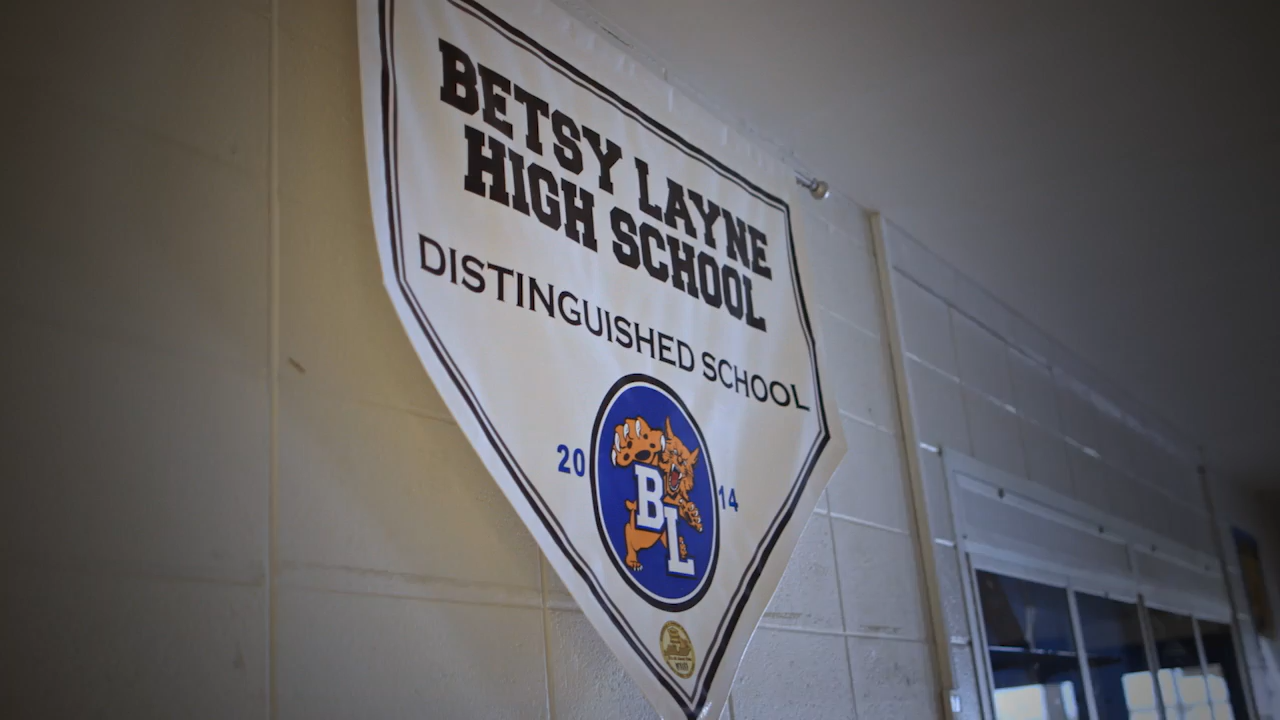 BETSY LAYNE
HIGH SCHOOL
DISTINGUISHED SCHOOL
20 14
BL